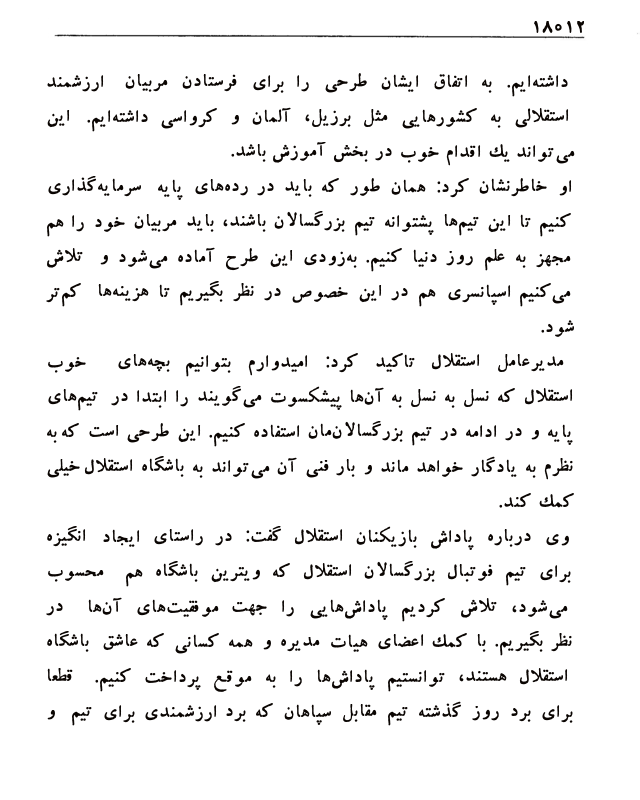 ۱۸۰۱۲
داشته‌ایم. به اتفاق ایشان طرحی را برای فرستادن مربیان ارزشمند
استقلالی به کشورهایی مثل برزیل، آلمان و کرواسی داشته‌ایم. این
می‌تواند یك اقدام خوب در بخش آموزش باشد.
او خاطرنشان کرد: همان طور که باید در رده‌های پایه سرمایه‌گذاری
کنیم تا این تیم‌ها پشتوانه تیم بزرگسالان باشند، باید مربیان خود را هم
مجهز به علم روز دنیا کنیم. به‌زودی این طرح آماده می‌شود و تلاش
می‌کنیم اسپانسری هم در این خصوص در نظر بگیریم تا هزینه‌ها کم‌تر
شود.
مدیرعامل استقلال تاکید کرد: امیدوارم بتوانیم بچه‌های خوب
استقلال که نسل به نسل به آن‌ها پیشکسوت می‌گویند را ابتدا در تیم‌های
پایه و در ادامه در تیم بزرگسالان‌مان استفاده کنیم. این طرحی است که به
نظرم به یادگار خواهد ماند و بار فنی آن می‌تواند به باشگاه استقلال خیلی
کمك کند.
وی درباره پاداش بازیکنان استقلال گفت: در راستای ایجاد انگیزه
برای تیم فوتبال بزرگسالان استقلال که ویترین باشگاه هم محسوب
می‌شود، تلاش کردیم پاداش‌هایی را جهت موفقیت‌های آن‌ها در
نظر بگیریم. با کمك اعضای هیات مدیره و همه کسانی که عاشق باشگاه
استقلال هستند، توانستیم پاداش‌ها را به موقع پرداخت کنیم. قطعا
برای برد روز گذشته تیم مقابل سپاهان که برد ارزشمندی برای تیم و